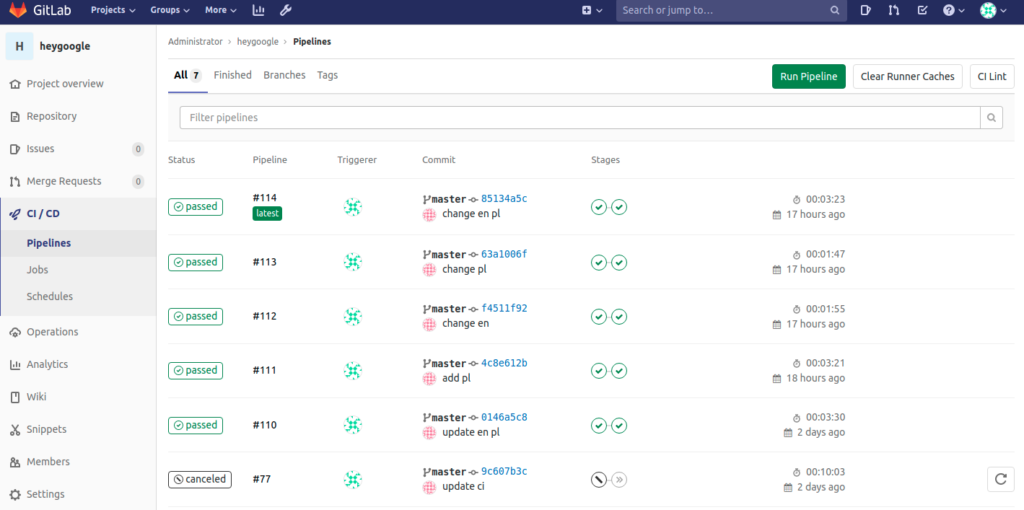 GitLab Projects Groups More Search or jump to...
H heygoogle
Project overview
Repository
Issues 0
Merge Requests 0
CI / CD
Pipelines
Jobs
Schedules
Operations
Analytics
Wiki
Snippets
Members
Settings
Administrator > heygoogle > Pipelines
All 7 Finished Branches Tags Run Pipeline Clear Runner Caches CI Lint
Filter pipelines
Status Pipeline Triggerer Commit Stages
passed #114 master 85134a5c 00:03:23
latest change en pl 17 hours ago
passed #113 master 63a1006f 00:01:47
change pl 17 hours ago
passed #112 master f4511f92 00:01:55
change en 17 hours ago
passed #111 master 4c8e612b 00:03:21
add pl 18 hours ago
passed #110 master 0146a5c8 00:03:30
update en pl 2 days ago
canceled #77 master 9c607b3c 00:10:03
update ci 2 days ago